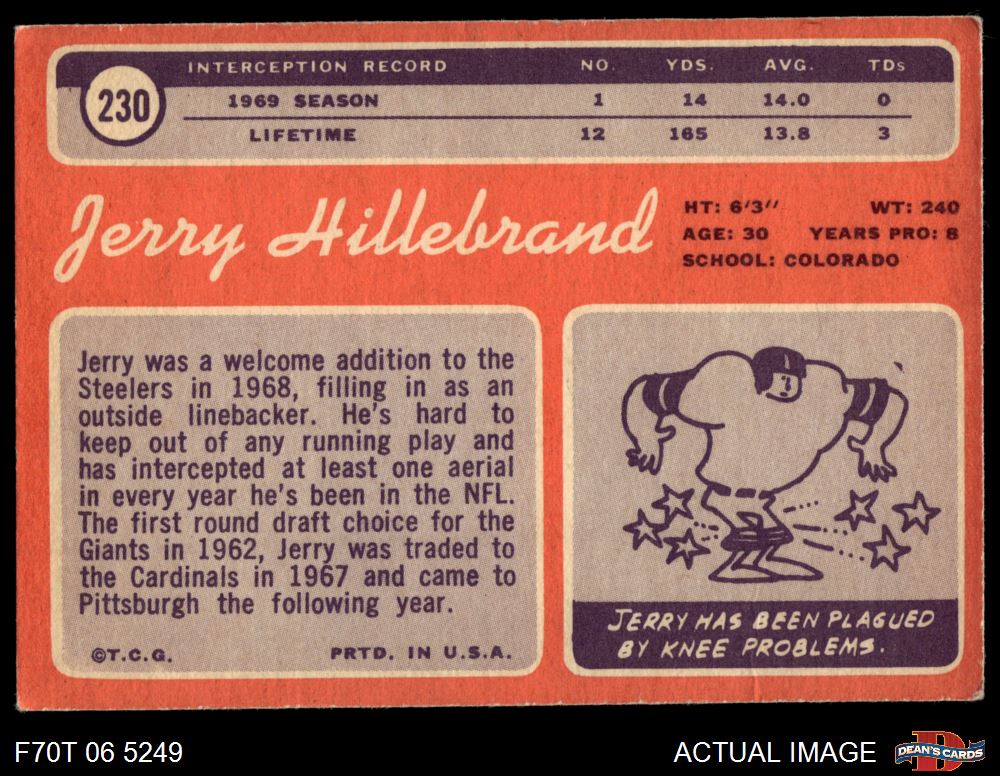 230
INTERCEPTION RECORD NO. YDS. AVG. TDs
1969 SEASON 1 14 14.0 0
LIFETIME 12 165 13.8 3
Jerry Hillebrand
HT: 6'3" WT: 240
AGE: 30 YEARS PRO: 8
SCHOOL: COLORADO
Jerry was a welcome addition to the
Steelers in 1968, filling in as an
outside linebacker. He's hard to
keep out of any running play and
has intercepted at least one aerial
in every year he's been in the NFL.
The first round draft choice for the
Giants in 1962, Jerry was traded to
the Cardinals in 1967 and came to
Pittsburgh the following year.
©T.C.G. PRTD. IN U.S.A.
JERRY HAS BEEN PLAGUED
BY KNEE PROBLEMS.
F70T 06 5249
ACTUAL IMAGE
D
DEAN'S CARDS